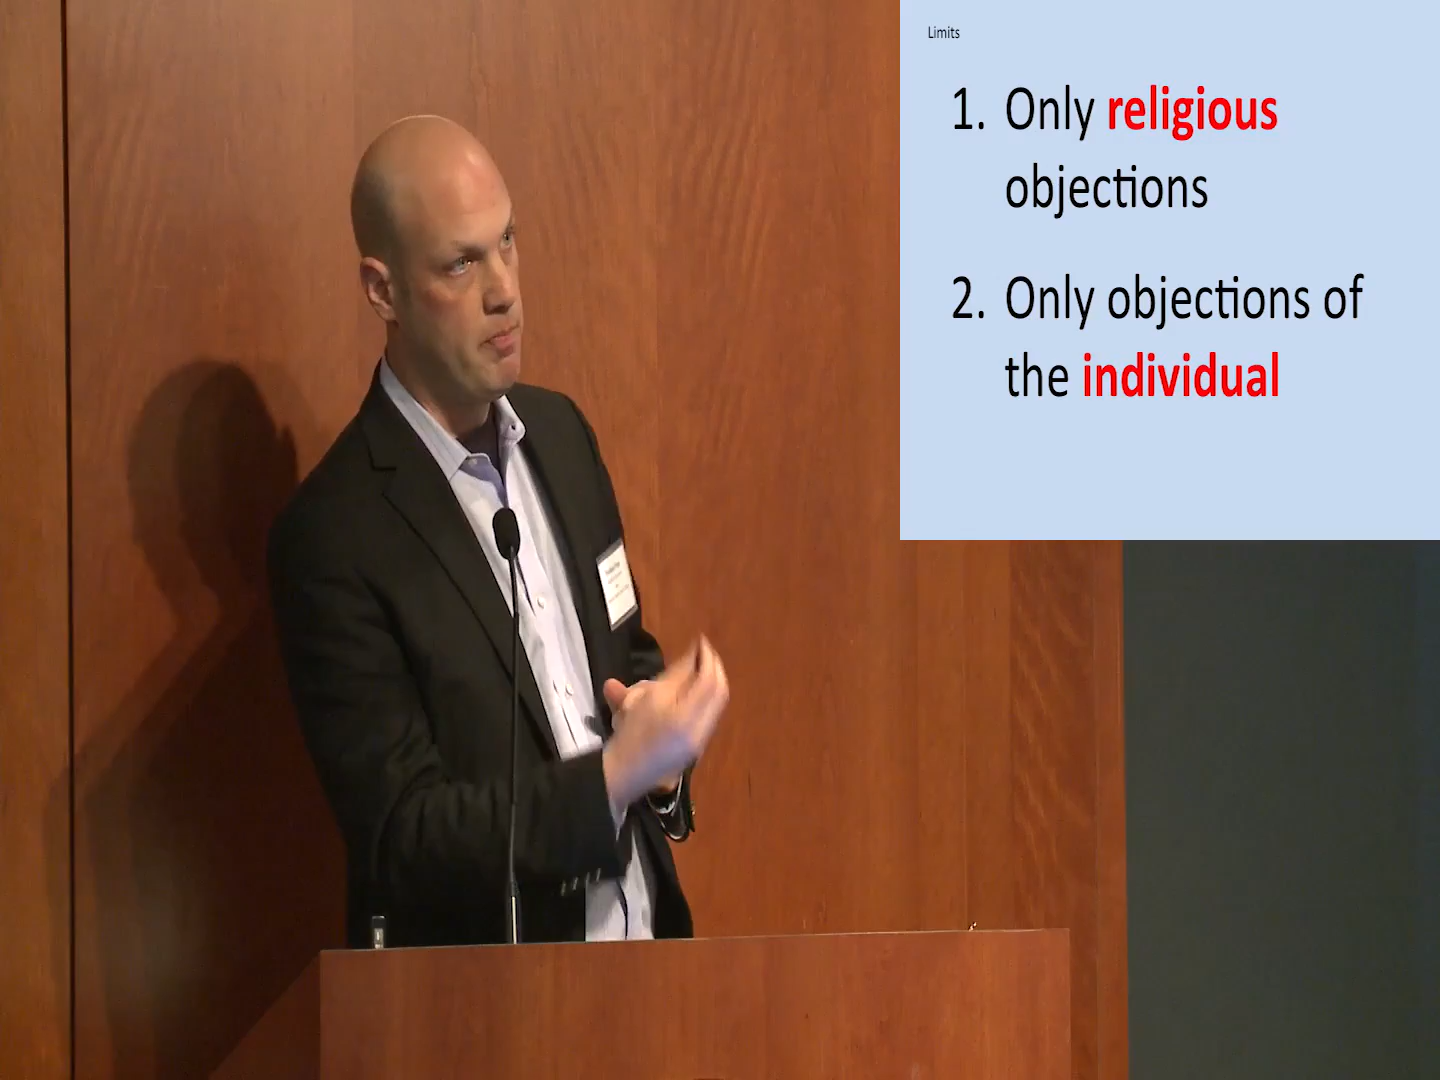 Limits
1. Only religious
objections
2. Only objections of
the individual